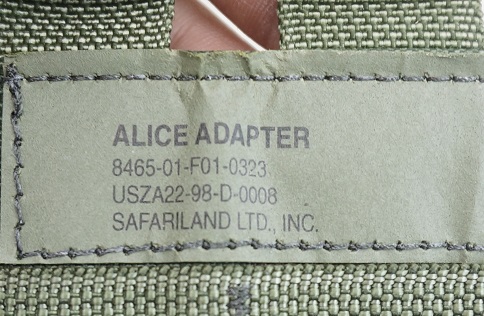 ALICE ADAPTER
8465-01-F01-0323
USZA22-98-D-0008
SAFARILAND LTD., INC.